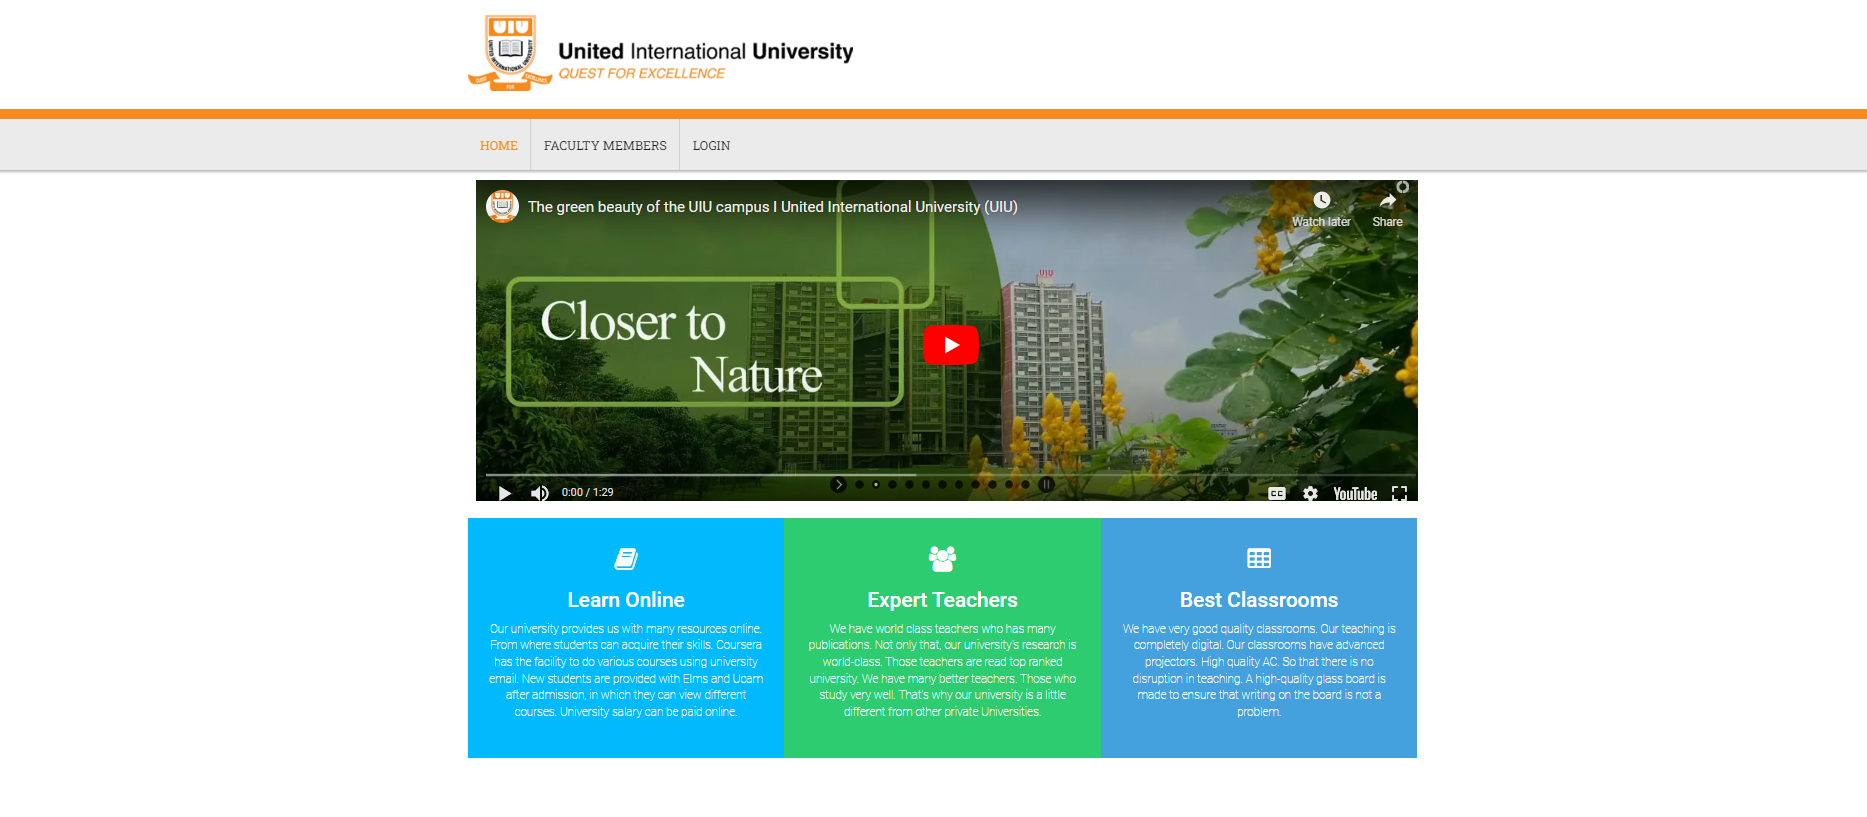 UIU
UNITED INTERNATIONAL UNIVERSITY
QUEST FOR EXCELLENCE
United International University
QUEST FOR EXCELLENCE
HOME
FACULTY MEMBERS
LOGIN
UIU
The green beauty of the UIU campus I United International University (UIU)
Watch later
Share
UIU
Closer to
Nature
0:00 / 1:29
CC
YouTube
Learn Online
Our university provides us with many resources online.
From where students can acquire their skills. Coursera
has the facility to do various courses using university
email. New students are provided with Elms and Ucam
after admission, in which they can view different
courses. University salary can be paid online.
Expert Teachers
We have world class teachers who has many
publications. Not only that, our university's research is
world-class. Those teachers are read top ranked
university. We have many better teachers. Those who
study very well. That's why our university is a little
different from other private Universities.
Best Classrooms
We have very good quality classrooms. Our teaching is
completely digital. Our classrooms have advanced
projectors. High quality AC. So that there is no
disruption in teaching. A high-quality glass board is
made to ensure that writing on the board is not a
problem.